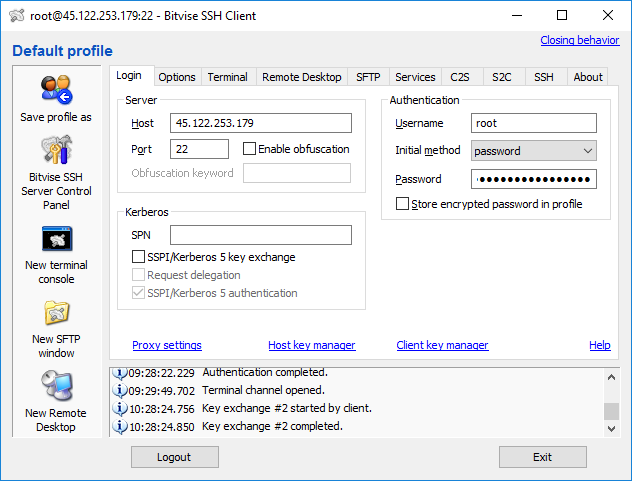 root@45.122.253.179:22 - Bitvise SSH Client
Default profile
Closing behavior
Save profile as
Bitvise SSH
Server Control
Panel
New terminal
console
New SFTP
window
New Remote
Desktop
Login Options Terminal Remote Desktop SFTP Services C2S S2C SSH About
Server
Host 45.122.253.179
Port 22 Enable obfuscation
Obfuscation keyword
Kerberos
SPN
SSPI/Kerberos 5 key exchange
Request delegation
SSPI/Kerberos 5 authentication
Authentication
Username root
Initial method password
Password
Store encrypted password in profile
Proxy settings Host key manager Client key manager Help
09:28:22.229 Authentication completed.
09:29:49.702 Terminal channel opened.
10:28:24.756 Key exchange #2 started by client.
10:28:24.850 Key exchange #2 completed.
Logout Exit